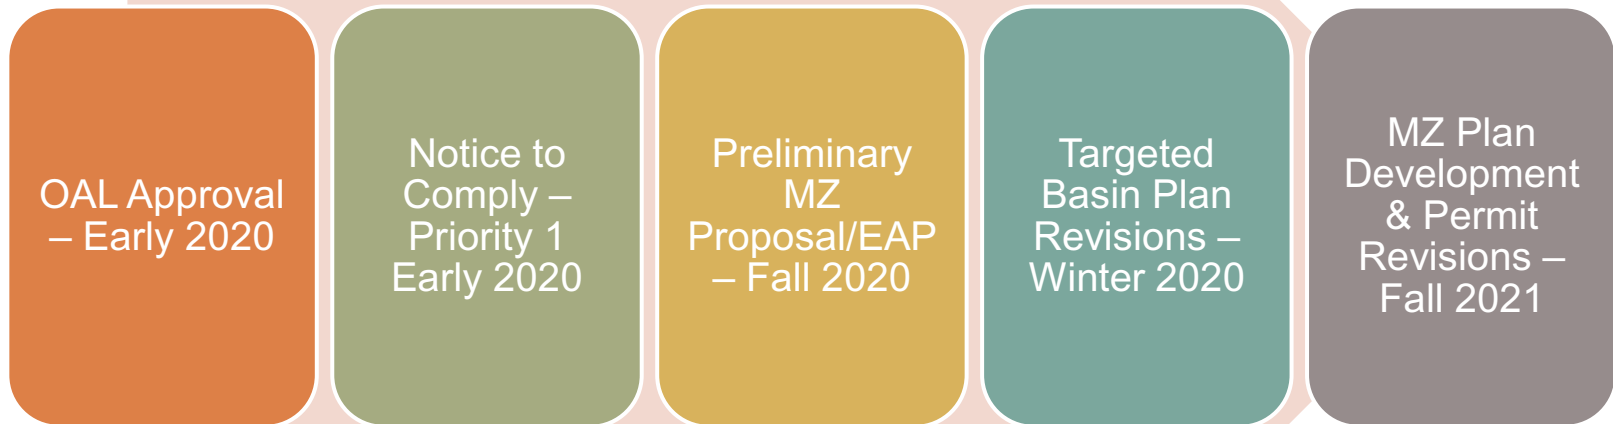 OAL Approval
– Early 2020
Notice to
Comply –
Priority 1
Early 2020
Preliminary
MZ
Proposal/EAP
– Fall 2020
Targeted
Basin Plan
Revisions –
Winter 2020
MZ Plan
Development
& Permit
Revisions –
Fall 2021